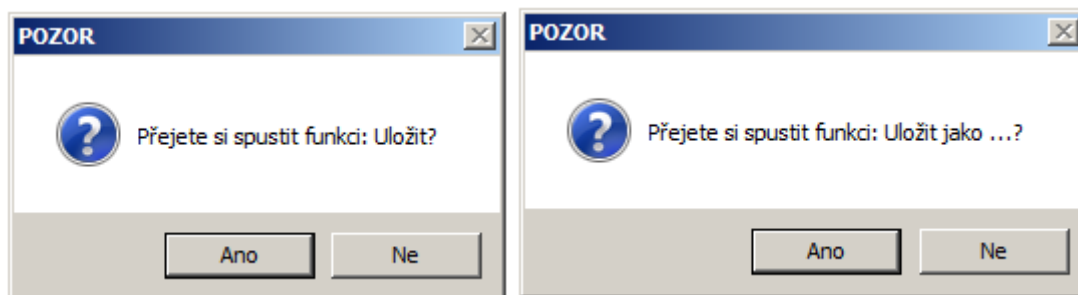 POZOR
Přejete si spustit funkci: Uložit?
Ano
Ne
POZOR
Přejete si spustit funkci: Uložit jako ...?
Ano
Ne